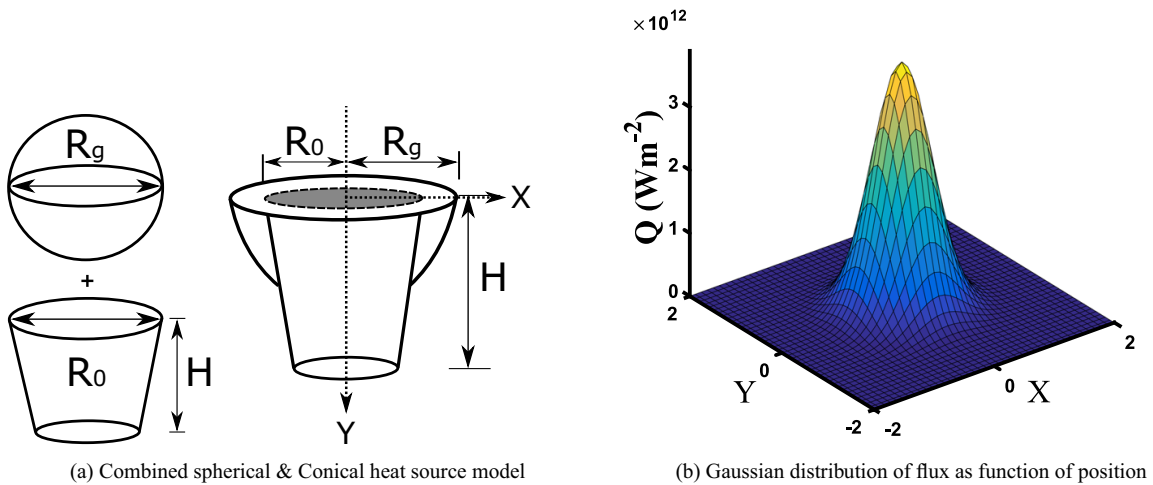 Rg
+
R0
H
R0
Rg
X
H
Y
(a) Combined spherical & Conical heat source model
×10¹²
Q (Wm⁻²)
3
2
1
0
2
0
-2
Y
-2
0
2
X
(b) Gaussian distribution of flux as function of position